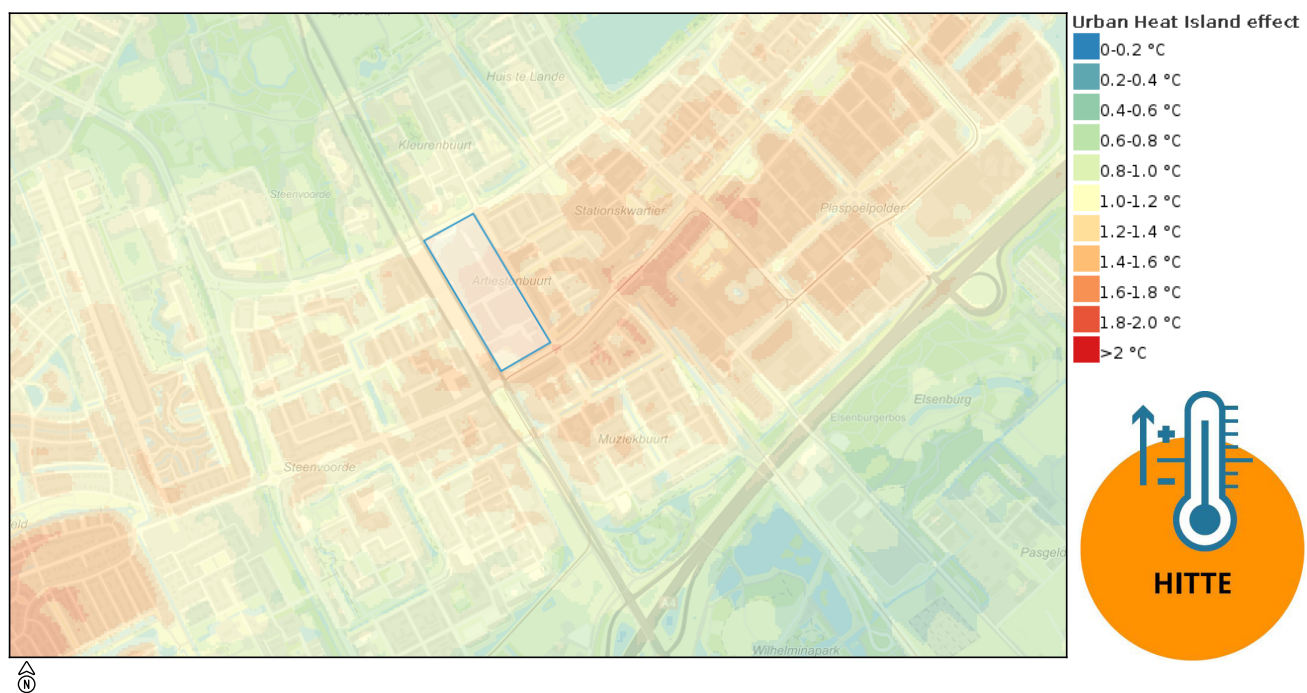 Urban Heat Island effect
0-0.2 °C
0.2-0.4 °C
0.4-0.6 °C
0.6-0.8 °C
0.8-1.0 °C
1.0-1.2 °C
1.2-1.4 °C
1.4-1.6 °C
1.6-1.8 °C
1.8-2.0 °C
>2 °C
Huis te Lande
Kleurenbuurt
Steenvoorde
Stationskwartier
Plaspoelpolder
Artiestenbuurt
Elsenburg
Elsenburgerbos
Muziekbuurt
Steenvoorde
eld
Pasgeld
A4
Wilhelminapark
HITTE
N